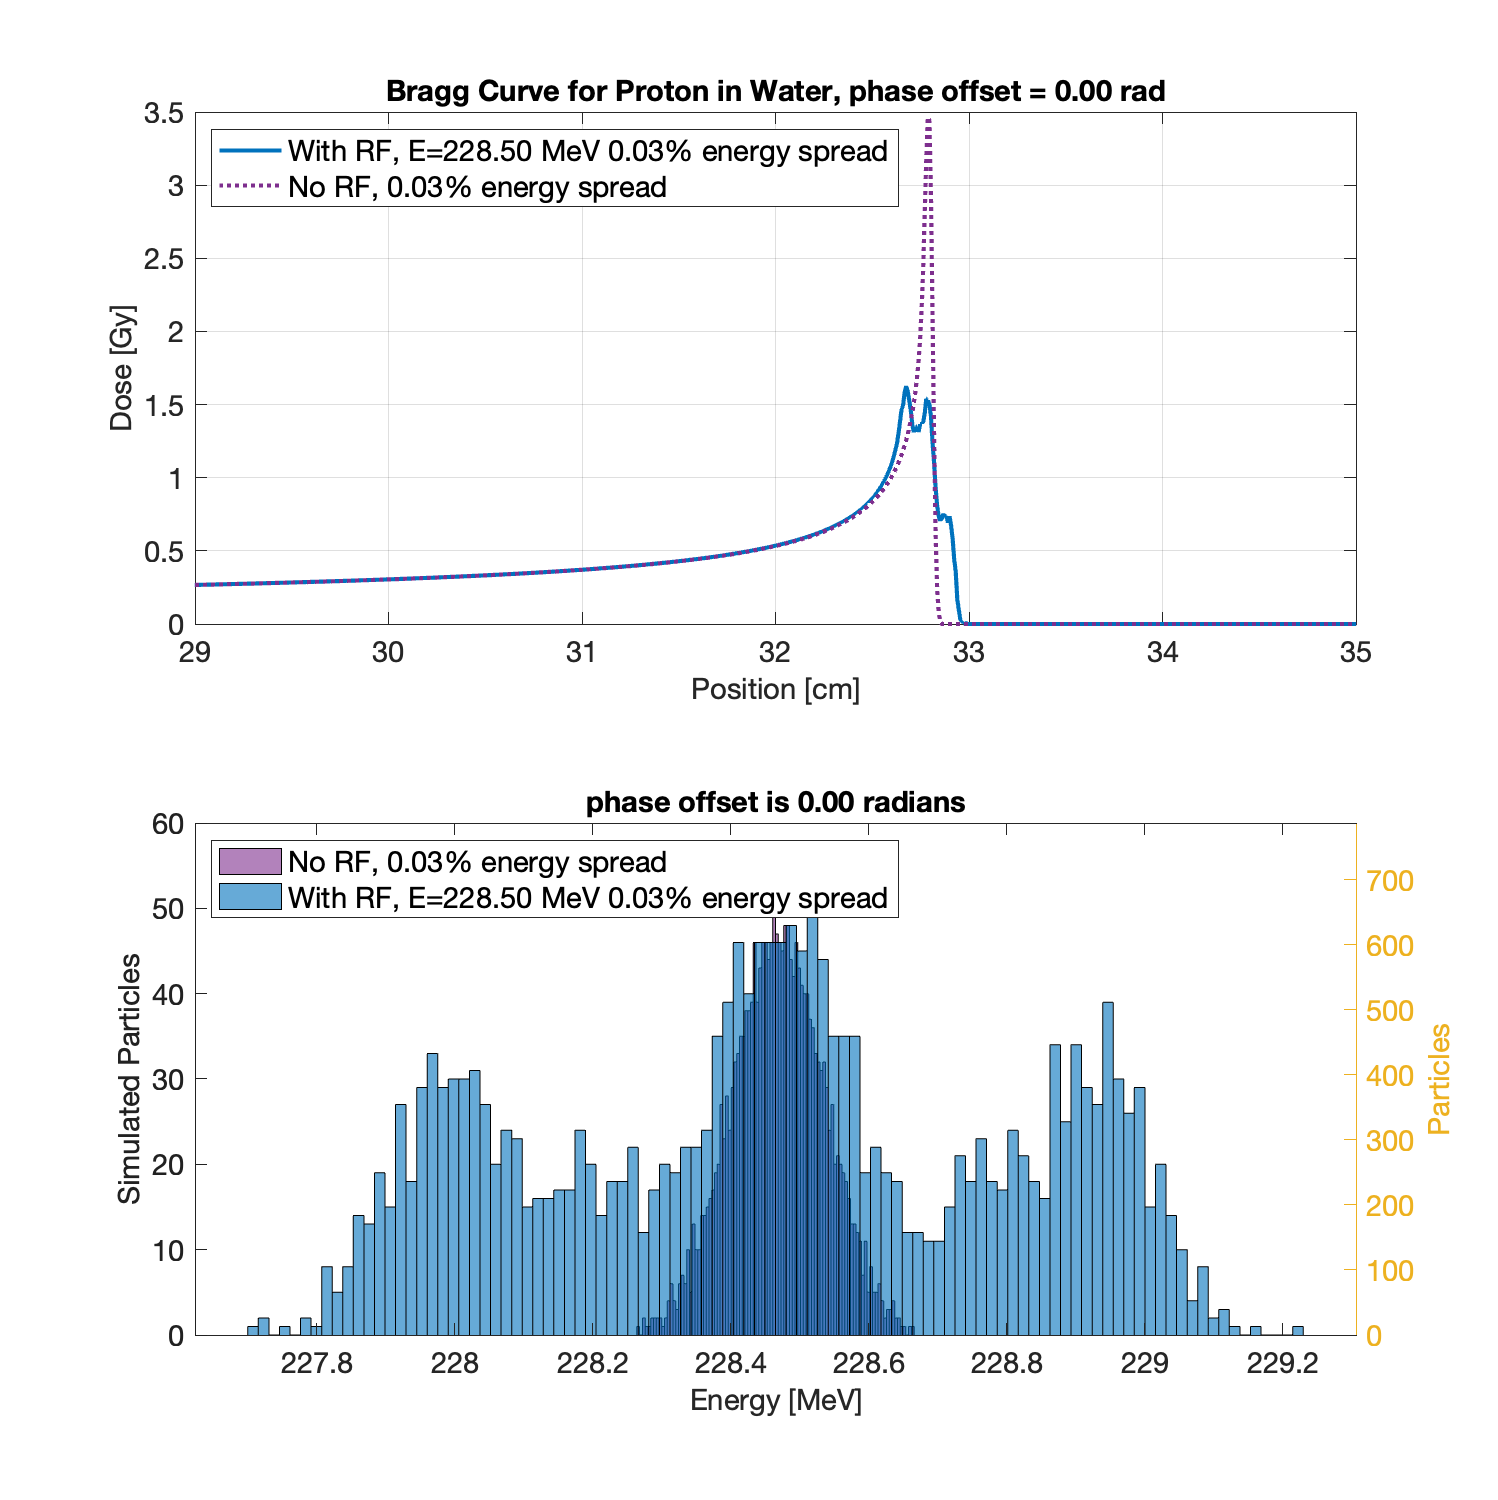 Bragg Curve for Proton in Water, phase offset = 0.00 rad
3.5
3
2.5
2
1.5
1
0.5
0
Dose [Gy]
With RF, E=228.50 MeV 0.03% energy spread
No RF, 0.03% energy spread
29 30 31 32 33 34 35
Position [cm]
phase offset is 0.00 radians
60
50
40
30
20
10
0
Simulated Particles
No RF, 0.03% energy spread
With RF, E=228.50 MeV 0.03% energy spread
700
600
500
400
300
200
100
0
Particles
227.8 228 228.2 228.4 228.6 228.8 229 229.2
Energy [MeV]